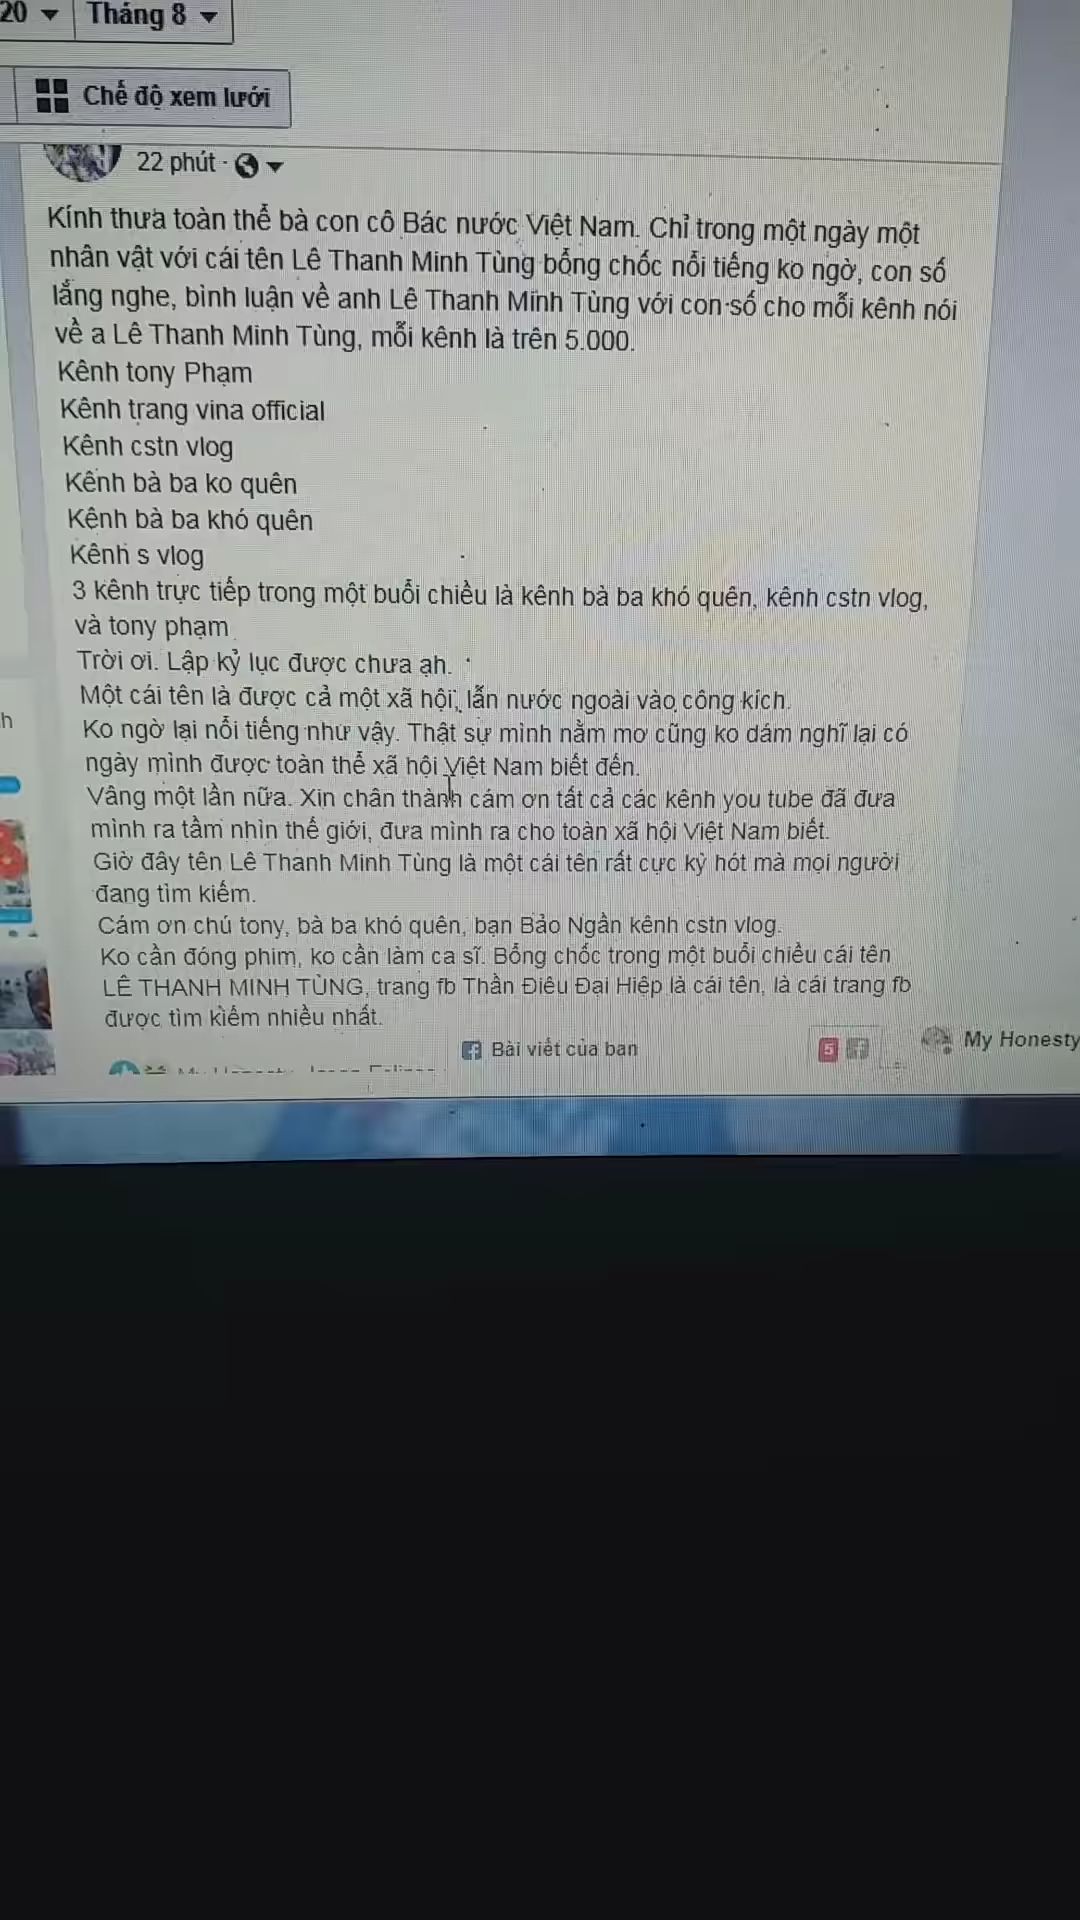 20 Tháng 8
Chế độ xem lưới
22 phút ·
Kính thưa toàn thể bà con cô Bác nước Việt Nam. Chỉ trong một ngày một
nhân vật với cái tên Lê Thanh Minh Tùng bỗng chốc nỗi tiếng ko ngờ, con số
lắng nghe, bình luận về anh Lê Thanh Minh Tùng với con số cho mỗi kênh nói
về a Lê Thanh Minh Tùng, mỗi kênh là trên 5.000.
Kênh tony Phạm
Kênh trang vina official
Kênh cstn vlog
Kênh bà ba ko quên
Kênh bà ba khó quên
Kênh s vlog
3 kênh trực tiếp trong một buổi chiều là kênh bà ba khó quên, kênh cstn vlog,
và tony phạm
Trời ơi. Lập kỷ lục được chưa ạh.
Một cái tên là được cả một xã hội, lẫn nước ngoài vào công kích.
Ko ngờ lại nỗi tiếng như vậy. Thật sự mình nằm mơ cũng ko dám nghĩ lại có
ngày mình được toàn thể xã hội Việt Nam biết đến.
Vâng một lần nữa. Xin chân thành cám ơn tất cả các kênh you tube đã đưa
mình ra tầm nhìn thế giới, đưa mình ra cho toàn xã hội Việt Nam biết.
Giờ đây tên Lê Thanh Minh Tùng là một cái tên rất cực kỳ hót mà mọi người
đang tìm kiếm.
Cám ơn chú tony, bà ba khó quên, bạn Bảo Ngân kênh cstn vlog.
Ko cần đóng phim, ko cần làm ca sĩ. Bỗng chốc trong một buổi chiều cái tên
LÊ THANH MINH TÙNG, trang fb Thần Điêu Đại Hiệp là cái tên, là cái trang fb
được tìm kiếm nhiều nhất.
h
Bài viết của bạn
5
My Honesty